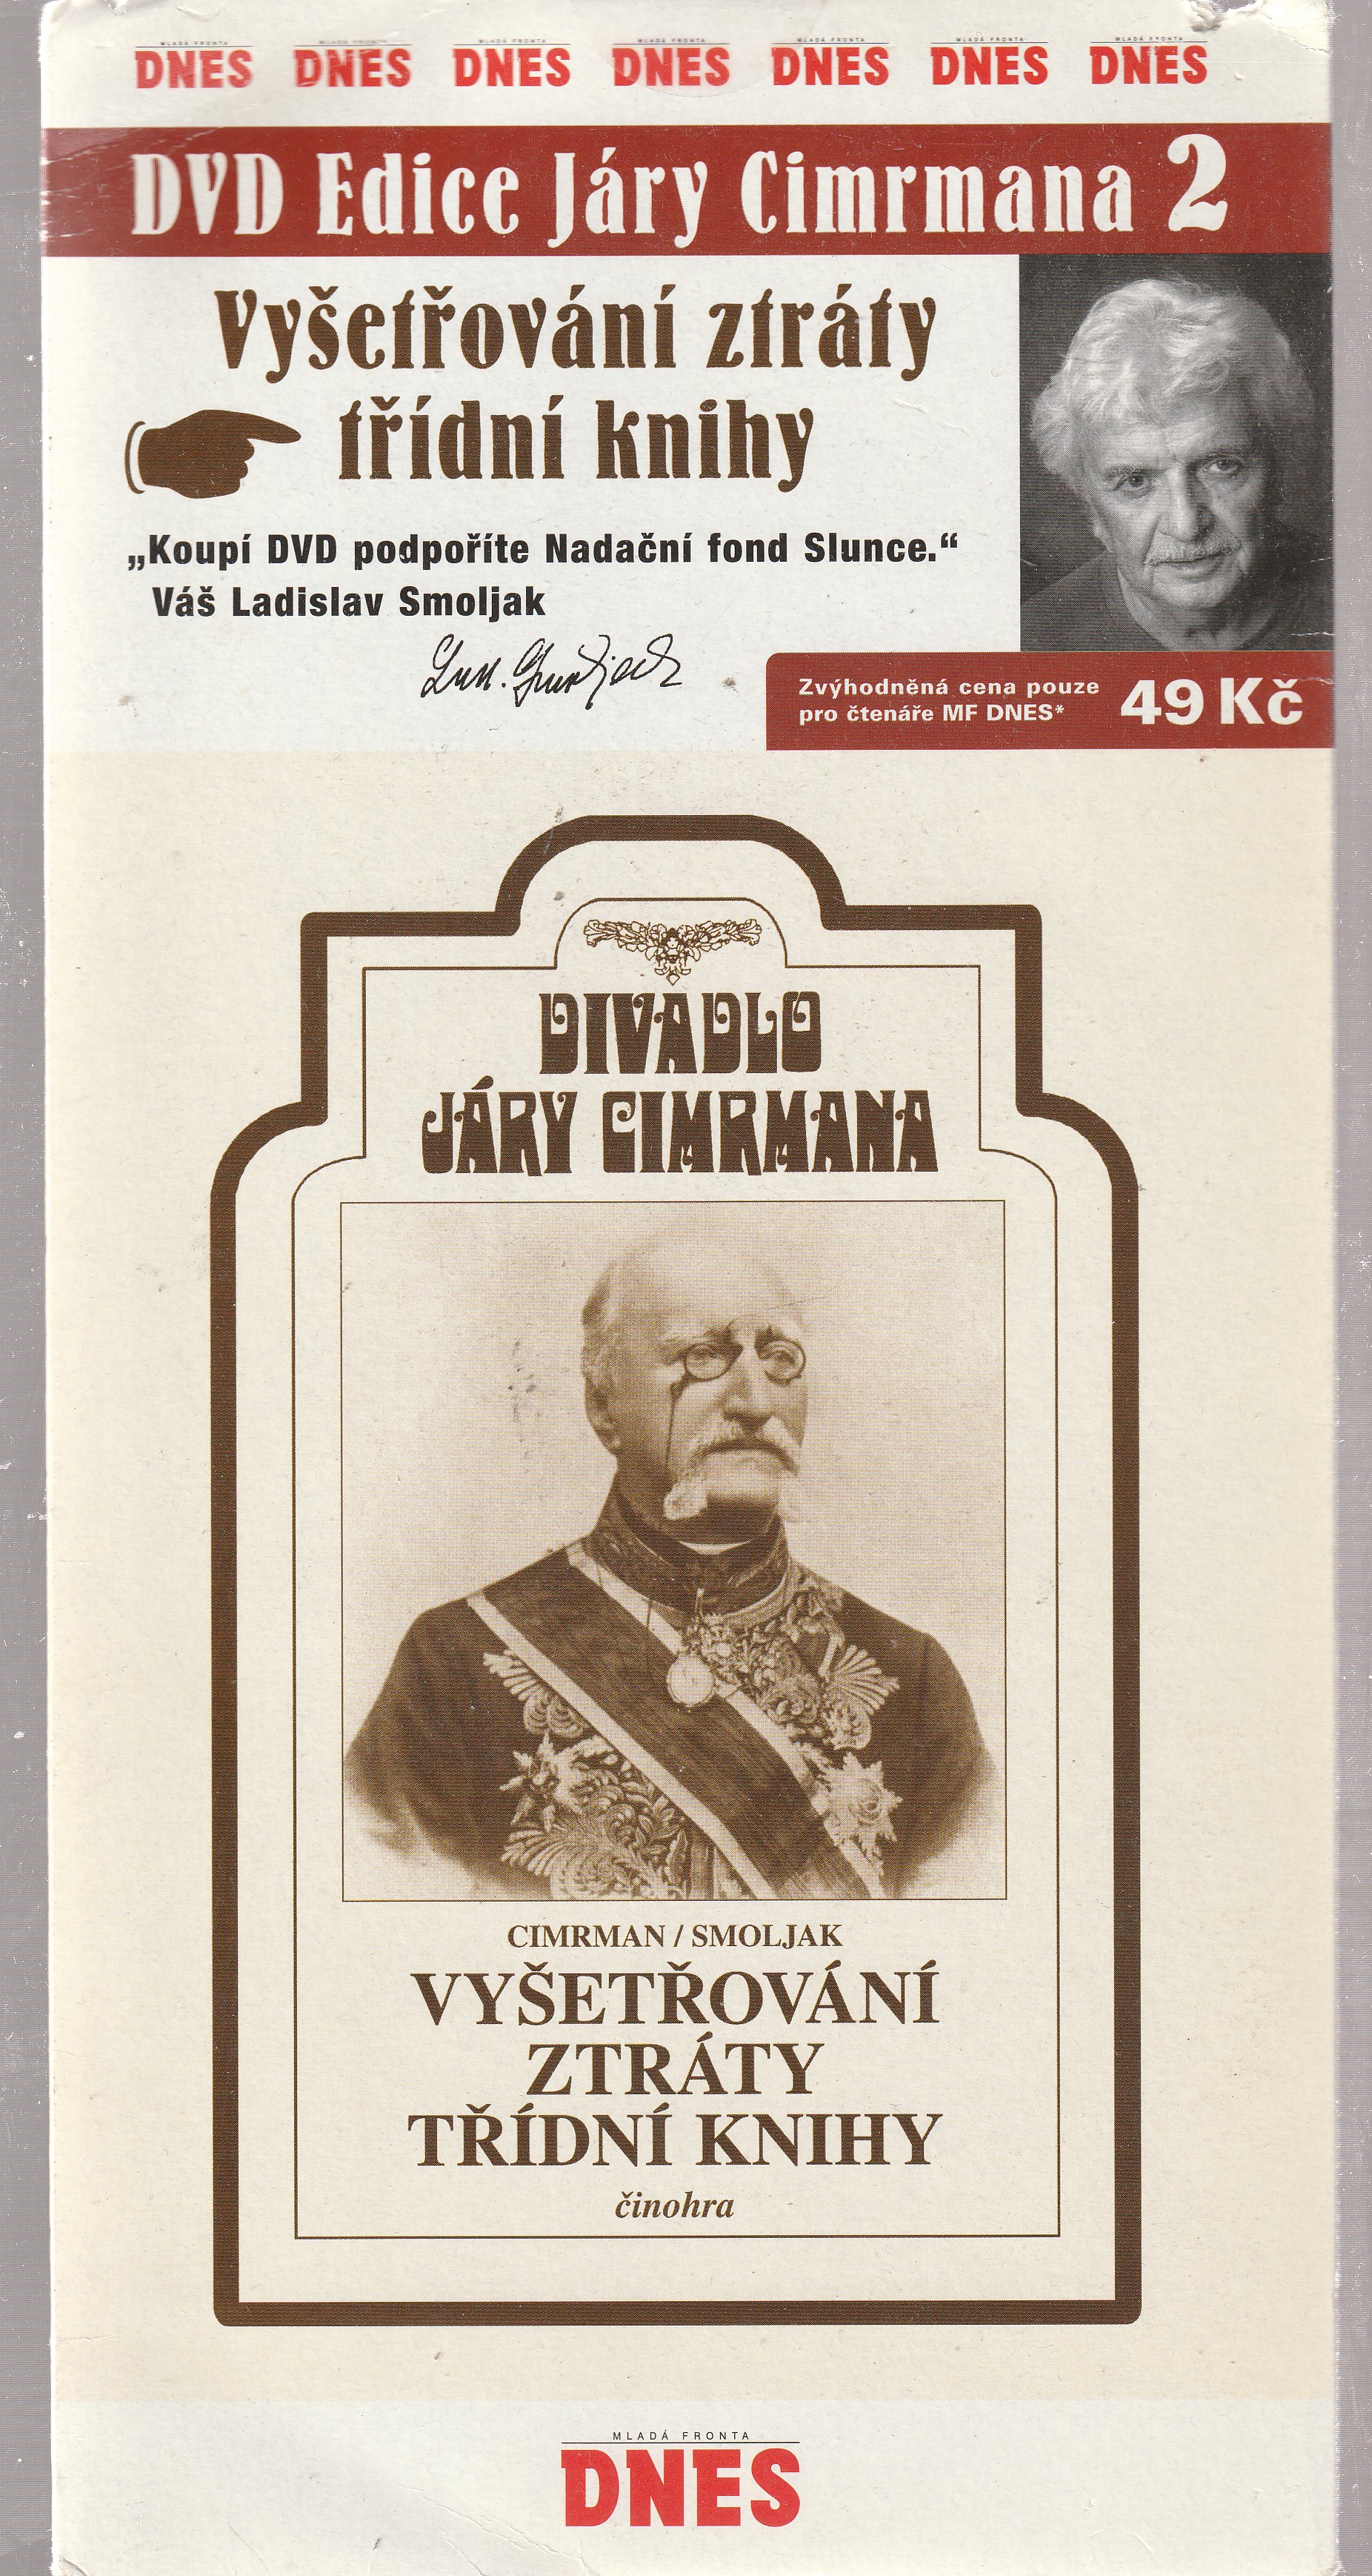 MLADÁ FRONTA MLADÁ FRONTA MLADÁ FRONTA MLADÁ FRONTA MLADÁ FRONTA MLADÁ FRONTA MLADÁ FRONTA
DNES DNES DNES DNES DNES DNES DNES
DVD Edice Járy Cimrmana 2
Vyšetřování ztráty
třídní knihy
„Koupí DVD podpoříte Nadační fond Slunce.“
Váš Ladislav Smoljak
Zvýhodněná cena pouze
pro čtenáře MF DNES*
49 Kč
DIVADLO
JÁRY CIMRMANA
CIMRMAN / SMOLJAK
VYŠETŘOVÁNÍ
ZTRÁTY
TŘÍDNÍ KNIHY
činohra
MLADÁ FRONTA
DNES